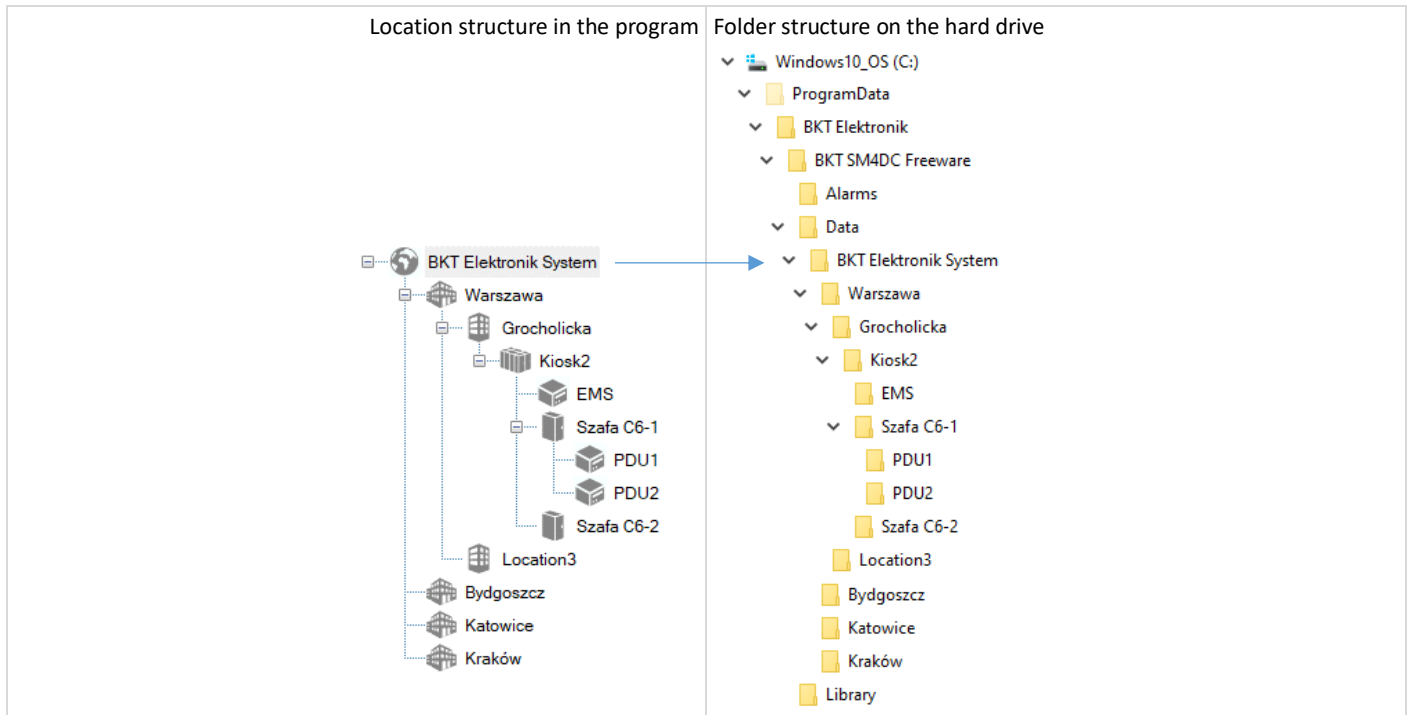 Location structure in the program
BKT Elektronik System
Warszawa
Grocholicka
Kiosk2
EMS
Szafa C6-1
PDU1
PDU2
Szafa C6-2
Location3
Bydgoszcz
Katowice
Kraków
Folder structure on the hard drive
Windows10_OS (C:)
ProgramData
BKT Elektronik
BKT SM4DC Freeware
Alarms
Data
BKT Elektronik System
Warszawa
Grocholicka
Kiosk2
EMS
Szafa C6-1
PDU1
PDU2
Szafa C6-2
Location3
Bydgoszcz
Katowice
Kraków
Library